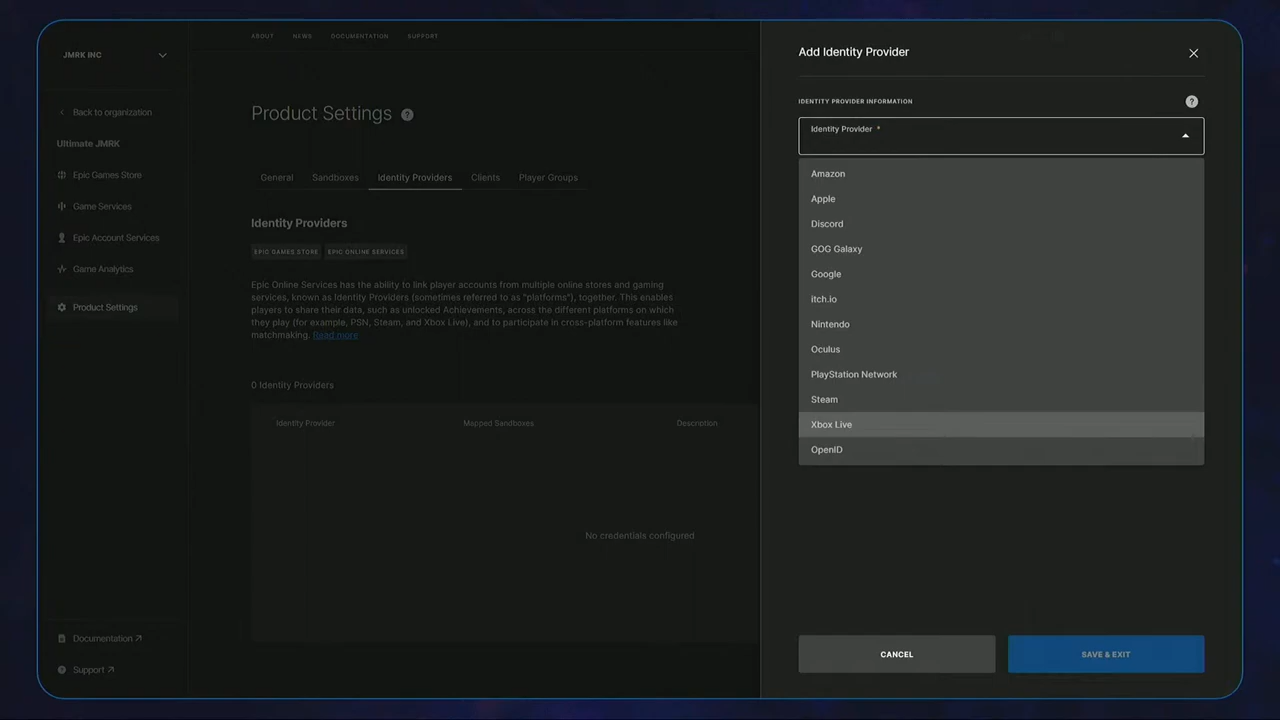 JMRK INC
Back to organization
Ultimate JMRK
Epic Games Store
Game Services
Epic Account Services
Game Analytics
Product Settings
Documentation
Support
ABOUT NEWS DOCUMENTATION SUPPORT
Product Settings ?
General Sandboxes Identity Providers Clients Player Groups
Identity Providers
EPIC GAMES STORE EPIC ONLINE SERVICES
Epic Online Services has the ability to link player accounts from multiple online stores and gaming
services, known as Identity Providers (sometimes referred to as "platforms"), together. This enables
players to share their data, such as unlocked Achievements, across the different platforms on which
they play (for example, PSN, Steam, and Xbox Live), and to participate in cross-platform features like
matchmaking. Read more
0 Identity Providers
Identity Provider Mapped Sandboxes Description
No credentials configured
Add Identity Provider
IDENTITY PROVIDER INFORMATION ?
Identity Provider *
Amazon
Apple
Discord
GOG Galaxy
Google
itch.io
Nintendo
Oculus
PlayStation Network
Steam
Xbox Live
OpenID
CANCEL SAVE & EXIT